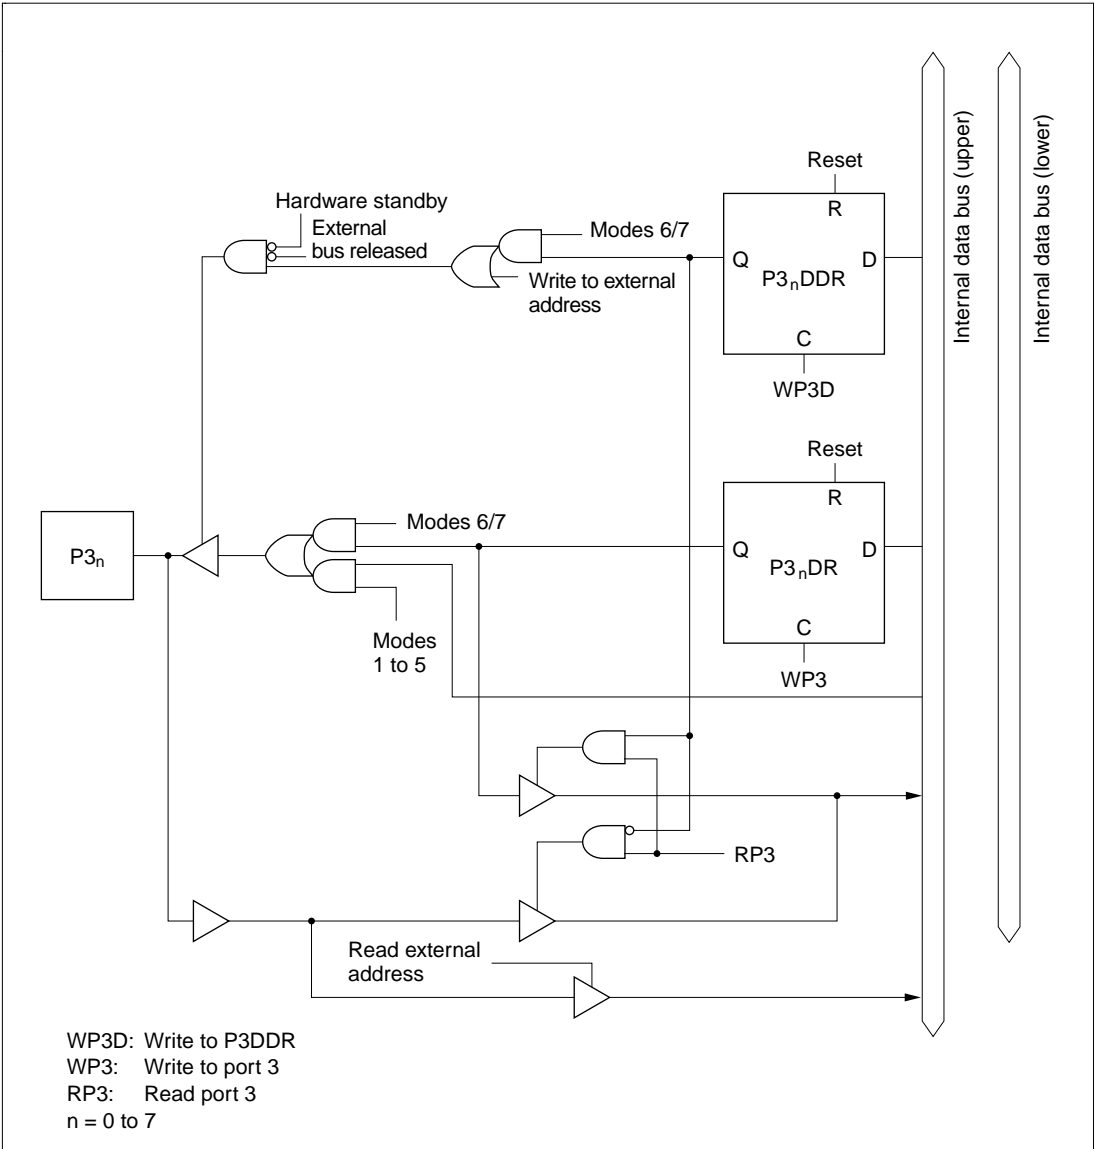 Reset
R
Hardware standby
External
bus released
Modes 6/7
Q
D
P3nDDR
Write to external
address
C
WP3D
Internal data bus (upper)
Internal data bus (lower)
Reset
R
Modes 6/7
P3n
Q
D
P3nDR
C
Modes
1 to 5
WP3
RP3
Read external
address
WP3D: Write to P3DDR
WP3: Write to port 3
RP3: Read port 3
n = 0 to 7